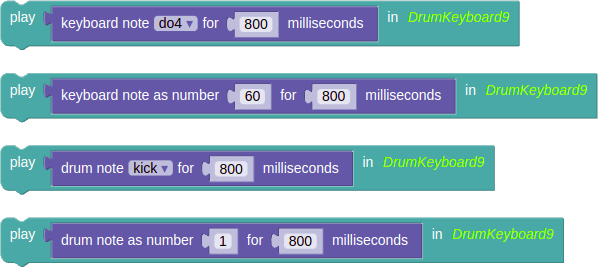 play keyboard note do4 ▾ for 800 milliseconds in DrumKeyboard9
play keyboard note as number 60 for 800 milliseconds in DrumKeyboard9
play drum note kick ▾ for 800 milliseconds in DrumKeyboard9
play drum note as number 1 for 800 milliseconds in DrumKeyboard9